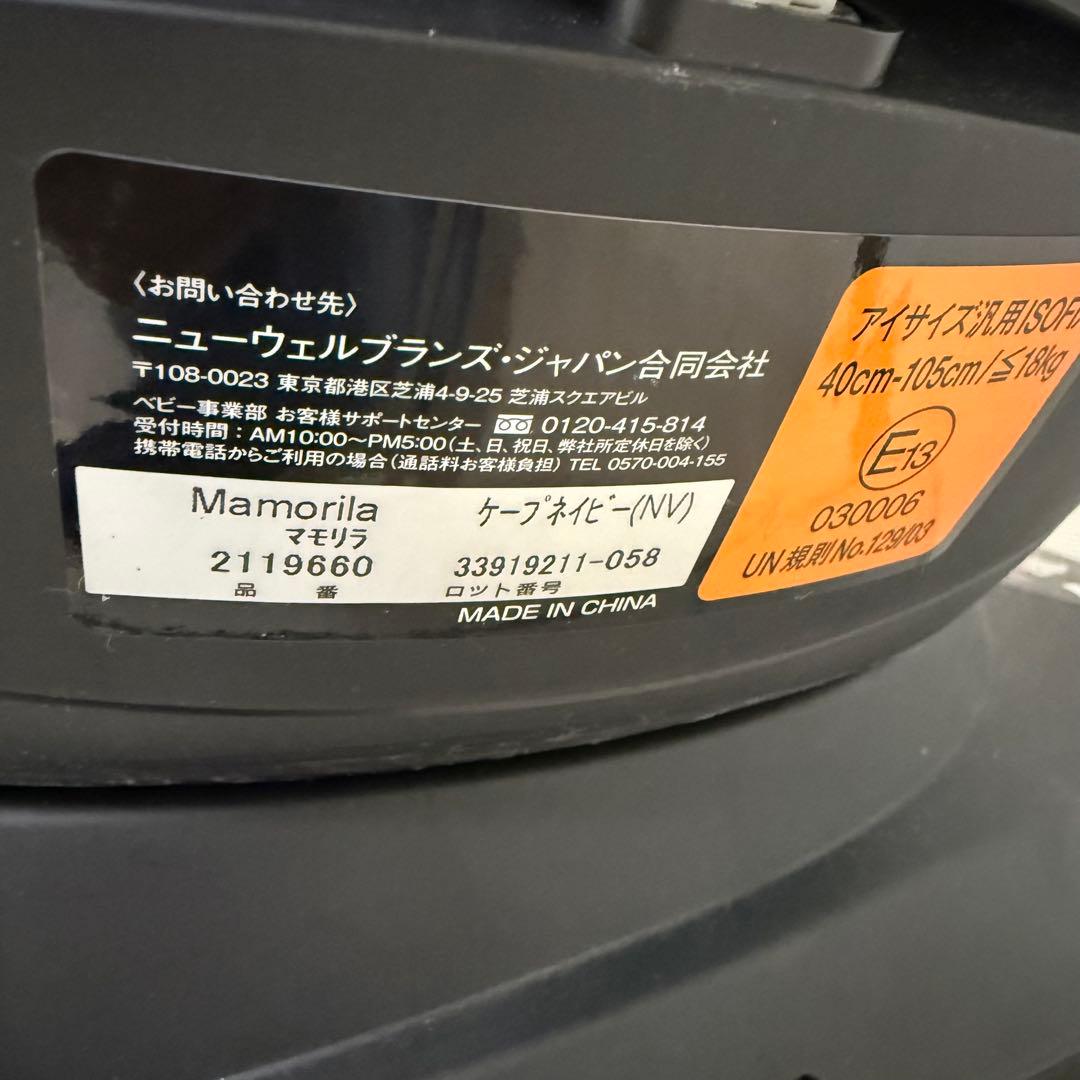 〈お問い合わせ先〉
ニューウェルブランズ・ジャパン合同会社
〒108-0023 東京都港区芝浦4-9-25 芝浦スクエアビル
ベビー事業部 お客様サポートセンター 0120-415-814
受付時間：AM10:00〜PM5:00（土、日、祝日、弊社所定休日を除く）
携帯電話からご利用の場合（通話料お客様負担）TEL 0570-004-155
Mamorila ケープネイビー(NV)
マモリラ
2119660 33919211-058
品番 ロット番号
MADE IN CHINA
アイサイズ汎用ISOFIX
40cm-105cm/≦18kg
E13
030006
UN規則No.129/03